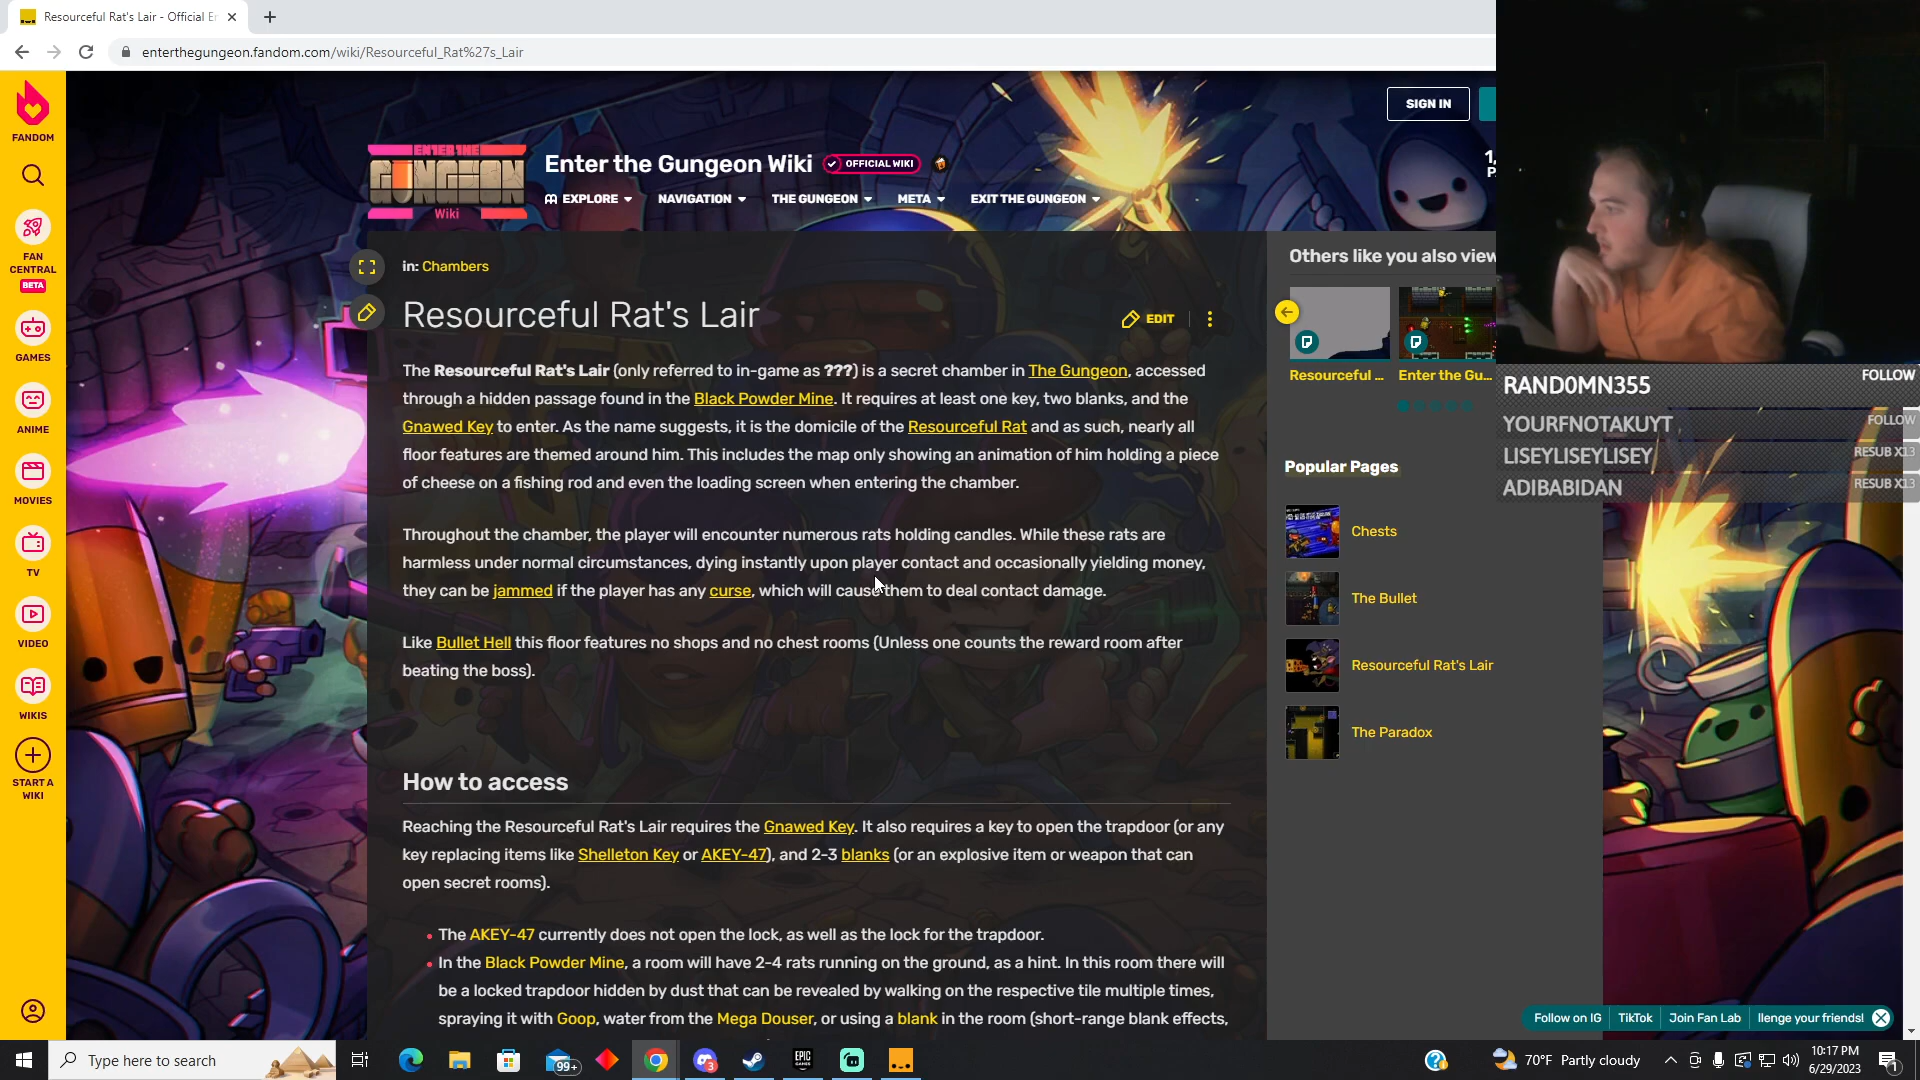 Resourceful Rat's Lair - Official En
enterthegungeon.fandom.com/wiki/Resourceful_Rat%27s_Lair
FANDOM
FAN CENTRAL
BETA
GAMES
ANIME
MOVIES
TV
VIDEO
WIKIS
START A WIKI
SIGN IN
ENTER THE
GUNGEON
Wiki
Enter the Gungeon Wiki
OFFICIAL WIKI
EXPLORE
NAVIGATION
THE GUNGEON
META
EXIT THE GUNGEON
in: Chambers
Resourceful Rat's Lair
EDIT
The Resourceful Rat's Lair (only referred to in-game as ???) is a secret chamber in The Gungeon, accessed
through a hidden passage found in the Black Powder Mine. It requires at least one key, two blanks, and the
Gnawed Key to enter. As the name suggests, it is the domicile of the Resourceful Rat and as such, nearly all
floor features are themed around him. This includes the map only showing an animation of him holding a piece
of cheese on a fishing rod and even the loading screen when entering the chamber.
Throughout the chamber, the player will encounter numerous rats holding candles. While these rats are
harmless under normal circumstances, dying instantly upon player contact and occasionally yielding money,
they can be jammed if the player has any curse, which will cause them to deal contact damage.
Like Bullet Hell this floor features no shops and no chest rooms (Unless one counts the reward room after
beating the boss).
How to access
Reaching the Resourceful Rat's Lair requires the Gnawed Key. It also requires a key to open the trapdoor (or any
key replacing items like Shelleton Key or AKEY-47), and 2-3 blanks (or an explosive item or weapon that can
open secret rooms).
• The AKEY-47 currently does not open the lock, as well as the lock for the trapdoor.
• In the Black Powder Mine, a room will have 2-4 rats running on the ground, as a hint. In this room there will
be a locked trapdoor hidden by dust that can be revealed by walking on the respective tile multiple times,
spraying it with Goop, water from the Mega Douser, or using a blank in the room (short-range blank effects,
Others like you also view
Resourceful ...
Enter the Gu...
Popular Pages
Chests
The Bullet
Resourceful Rat's Lair
The Paradox
RAND0MN355 FOLLOW
YOURFNOTAKUYT FOLLOW
LISEYLISEYLISEY RESUB X13
ADIBABIDAN RESUB X13
Follow on IG
TikTok
Join Fan Lab
llenge your friends!
Type here to search
99+
3
EPIC
GAMES
70°F Partly cloudy
10:17 PM
6/29/2023
1